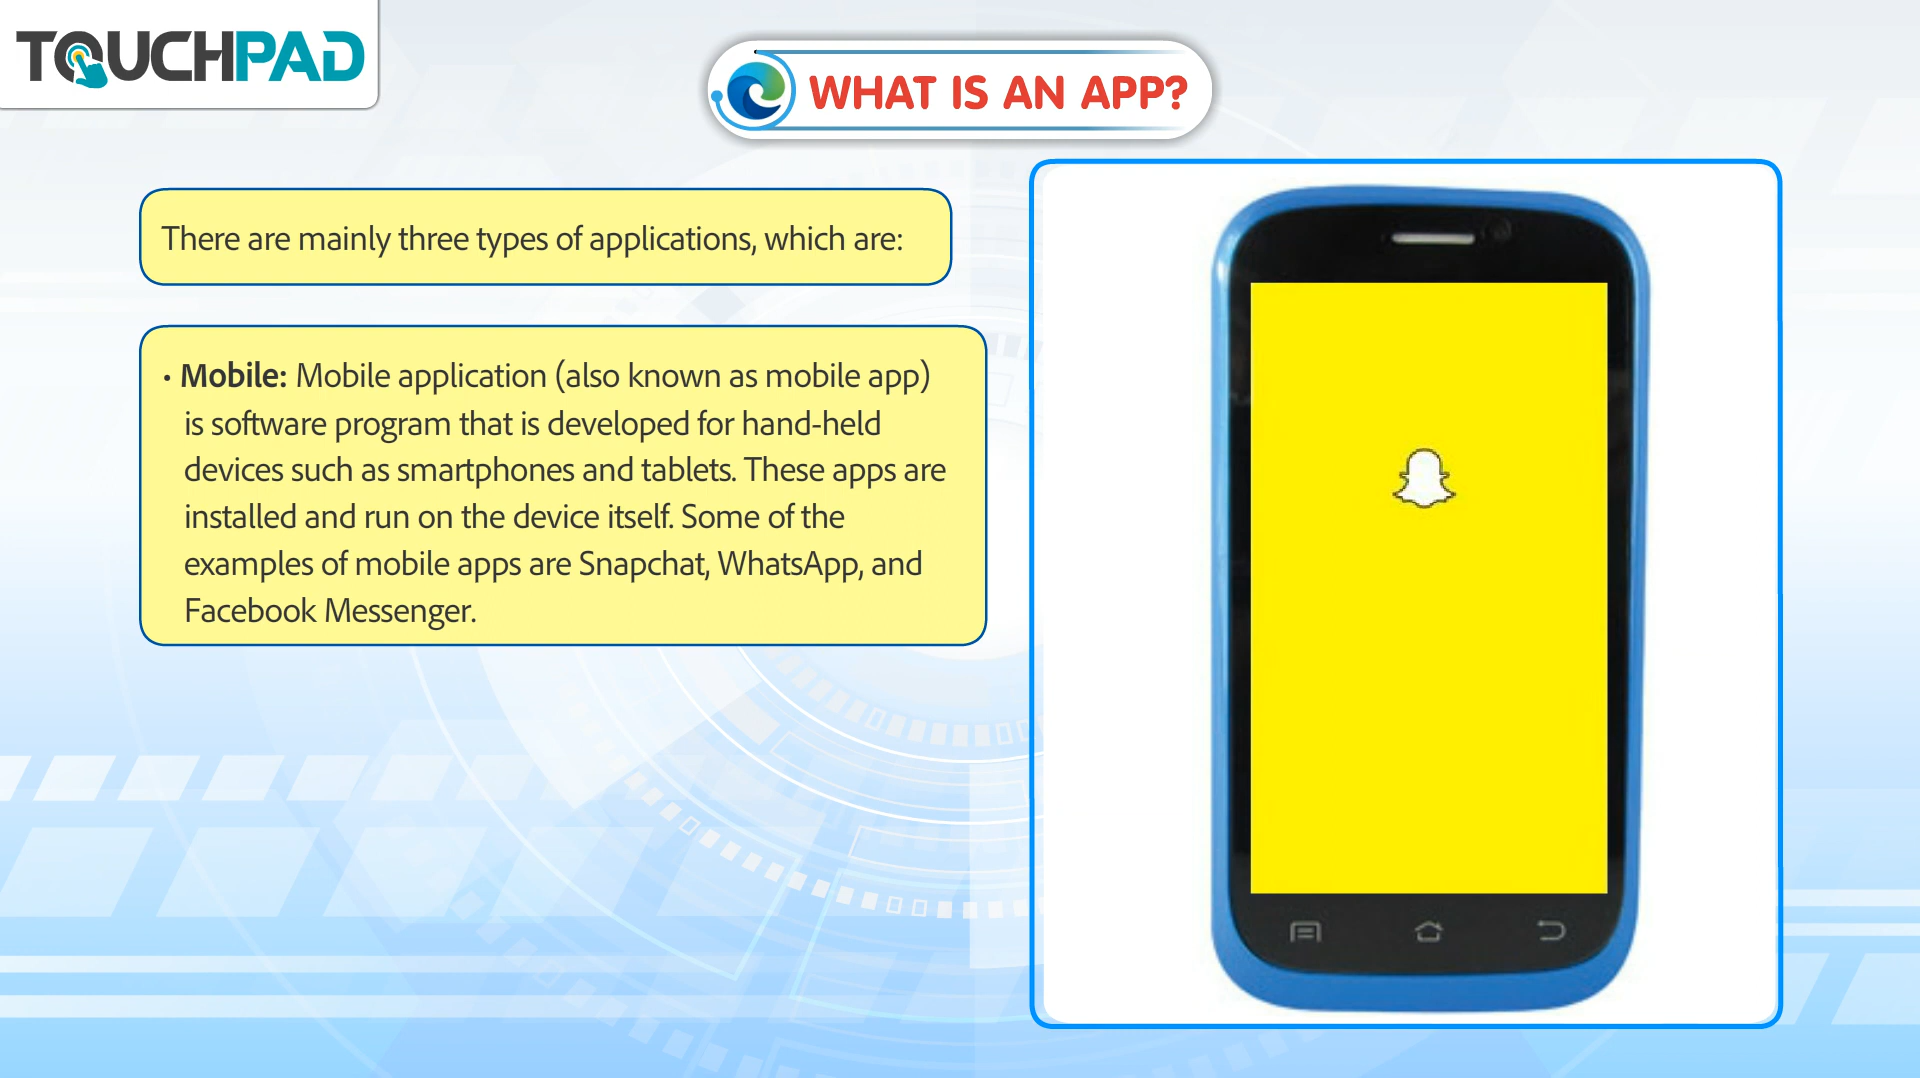 TOUCHPAD
WHAT IS AN APP?
There are mainly three types of applications, which are:
• Mobile: Mobile application (also known as mobile app)
is software program that is developed for hand-held
devices such as smartphones and tablets. These apps are
installed and run on the device itself. Some of the
examples of mobile apps are Snapchat, WhatsApp, and
Facebook Messenger.